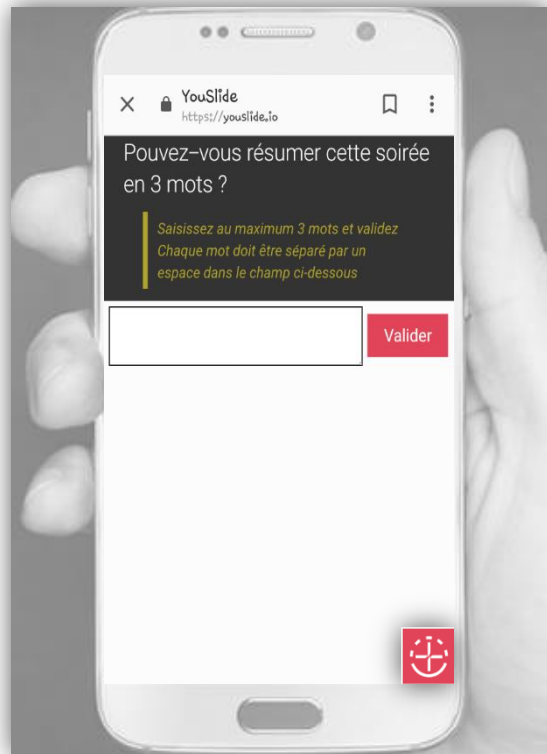 YouSlide
https://youslide.io
Pouvez-vous résumer cette soirée
en 3 mots ?
Saisissez au maximum 3 mots et validez
Chaque mot doit être séparé par un
espace dans le champ ci-dessous
Valider